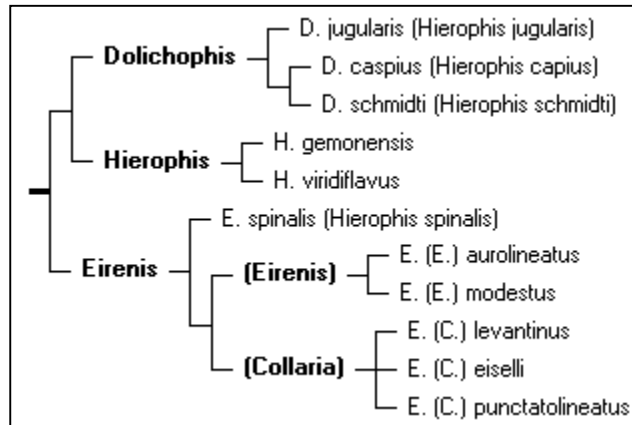 D. jugularis (Hierophis jugularis)
Dolichophis
D. caspius (Hierophis capius)
D. schmidti (Hierophis schmidti)
H. gemonensis
Hierophis
H. viridiflavus
E. spinalis (Hierophis spinalis)
E. (E.) aurolineatus
Eirenis
(Eirenis)
E. (E.) modestus
E. (C.) levantinus
(Collaria)
E. (C.) eiselli
E. (C.) punctatolineatus